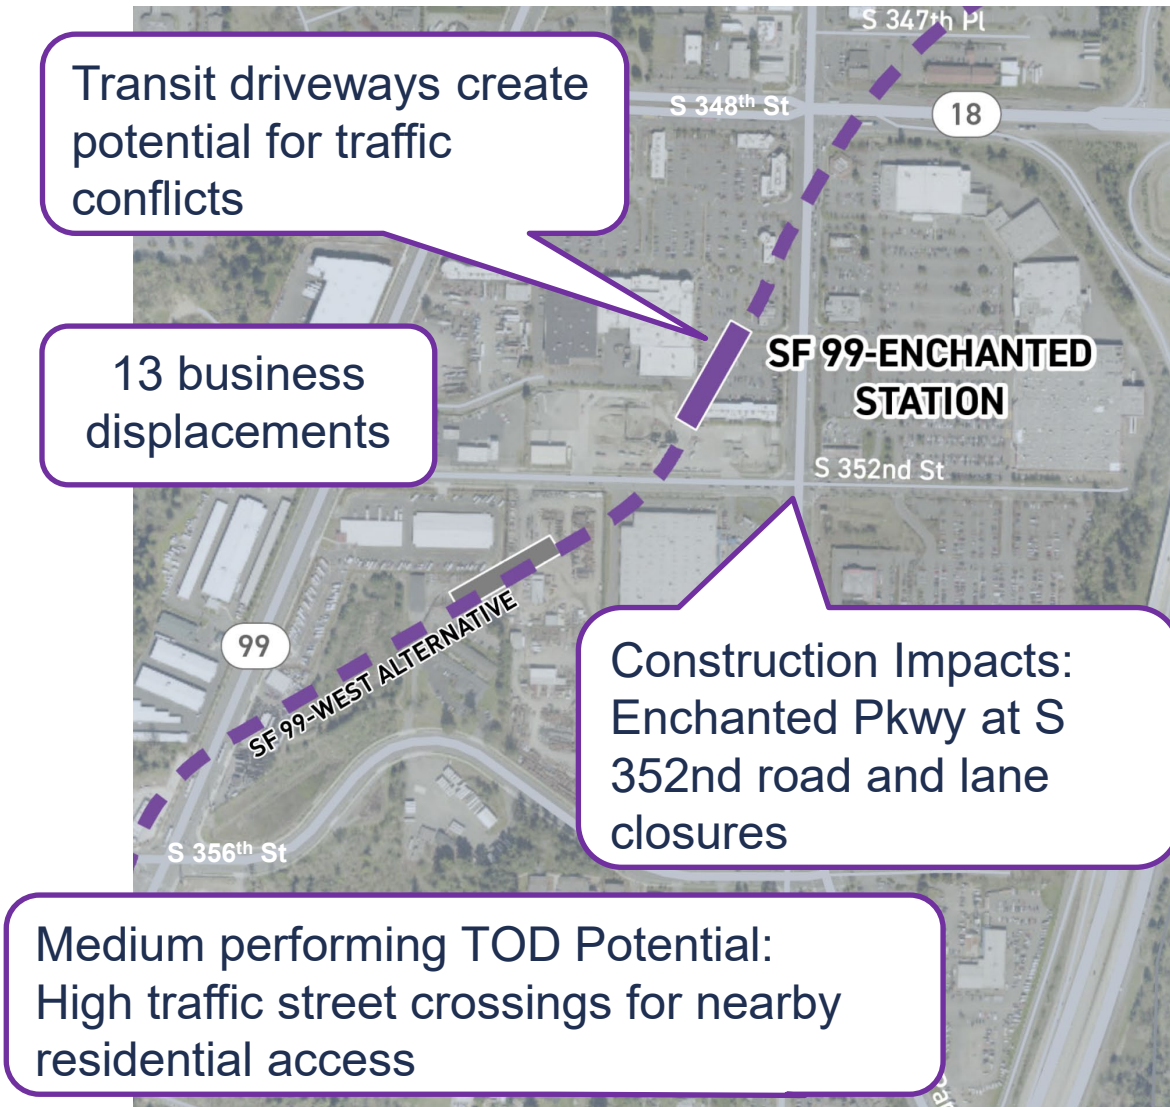 S 347th Pl
Transit driveways create
potential for traffic
conflicts
S 348th St
18
13 business
displacements
SF 99-ENCHANTED
STATION
S 352nd St
SF 99-WEST ALTERNATIVE
99
Construction Impacts:
Enchanted Pkwy at S
352nd road and lane
closures
S 356th St
Medium performing TOD Potential:
High traffic street crossings for nearby
residential access